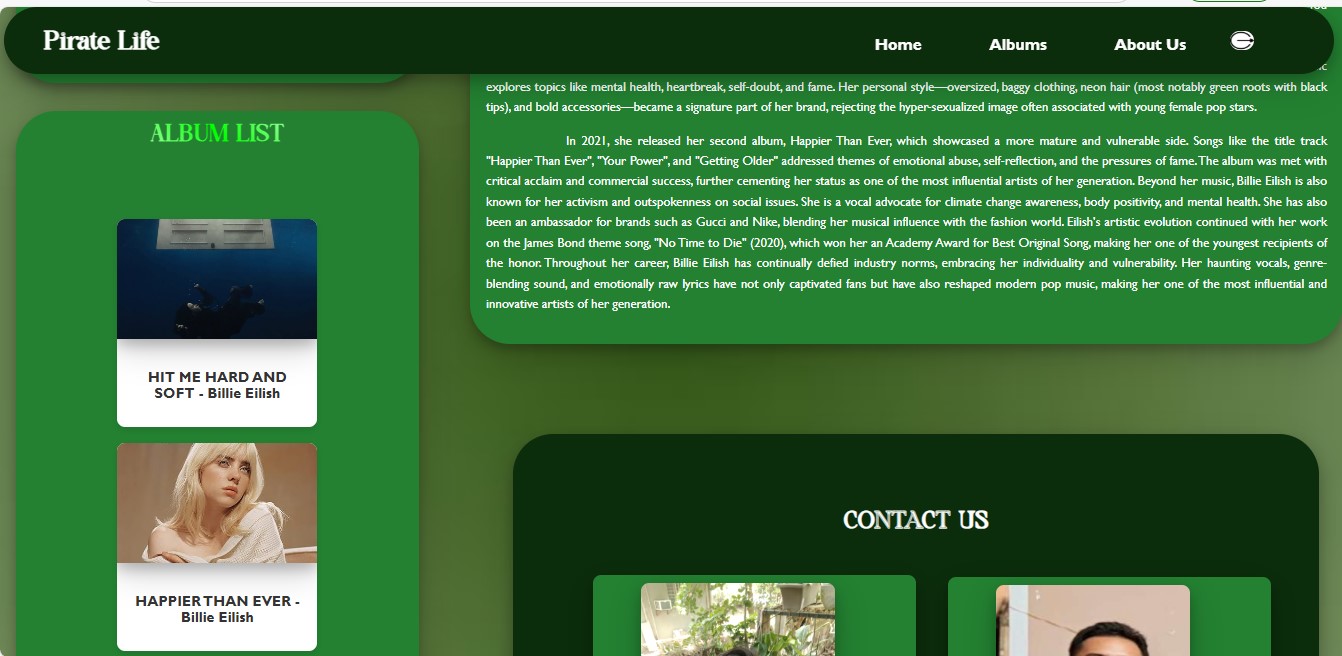 Pirate Life
Home
Albums
About Us
explores topics like mental health, heartbreak, self-doubt, and fame. Her personal style—oversized, baggy clothing, neon hair (most notably green roots with black
tips), and bold accessories—became a signature part of her brand, rejecting the hyper-sexualized image often associated with young female pop stars.
In 2021, she released her second album, Happier Than Ever, which showcased a more mature and vulnerable side. Songs like the title track
"Happier Than Ever", "Your Power", and "Getting Older" addressed themes of emotional abuse, self-reflection, and the pressures of fame. The album was met with
critical acclaim and commercial success, further cementing her status as one of the most influential artists of her generation. Beyond her music, Billie Eilish is also
known for her activism and outspokenness on social issues. She is a vocal advocate for climate change awareness, body positivity, and mental health. She has also
been an ambassador for brands such as Gucci and Nike, blending her musical influence with the fashion world. Eilish's artistic evolution continued with her work
on the James Bond theme song, "No Time to Die" (2020), which won her an Academy Award for Best Original Song, making her one of the youngest recipients of
the honor. Throughout her career, Billie Eilish has continually defied industry norms, embracing her individuality and vulnerability. Her haunting vocals, genre-
blending sound, and emotionally raw lyrics have not only captivated fans but have also reshaped modern pop music, making her one of the most influential and
innovative artists of her generation.
ALBUM LIST
HIT ME HARD AND
SOFT - Billie Eilish
HAPPIER THAN EVER -
Billie Eilish
CONTACT US